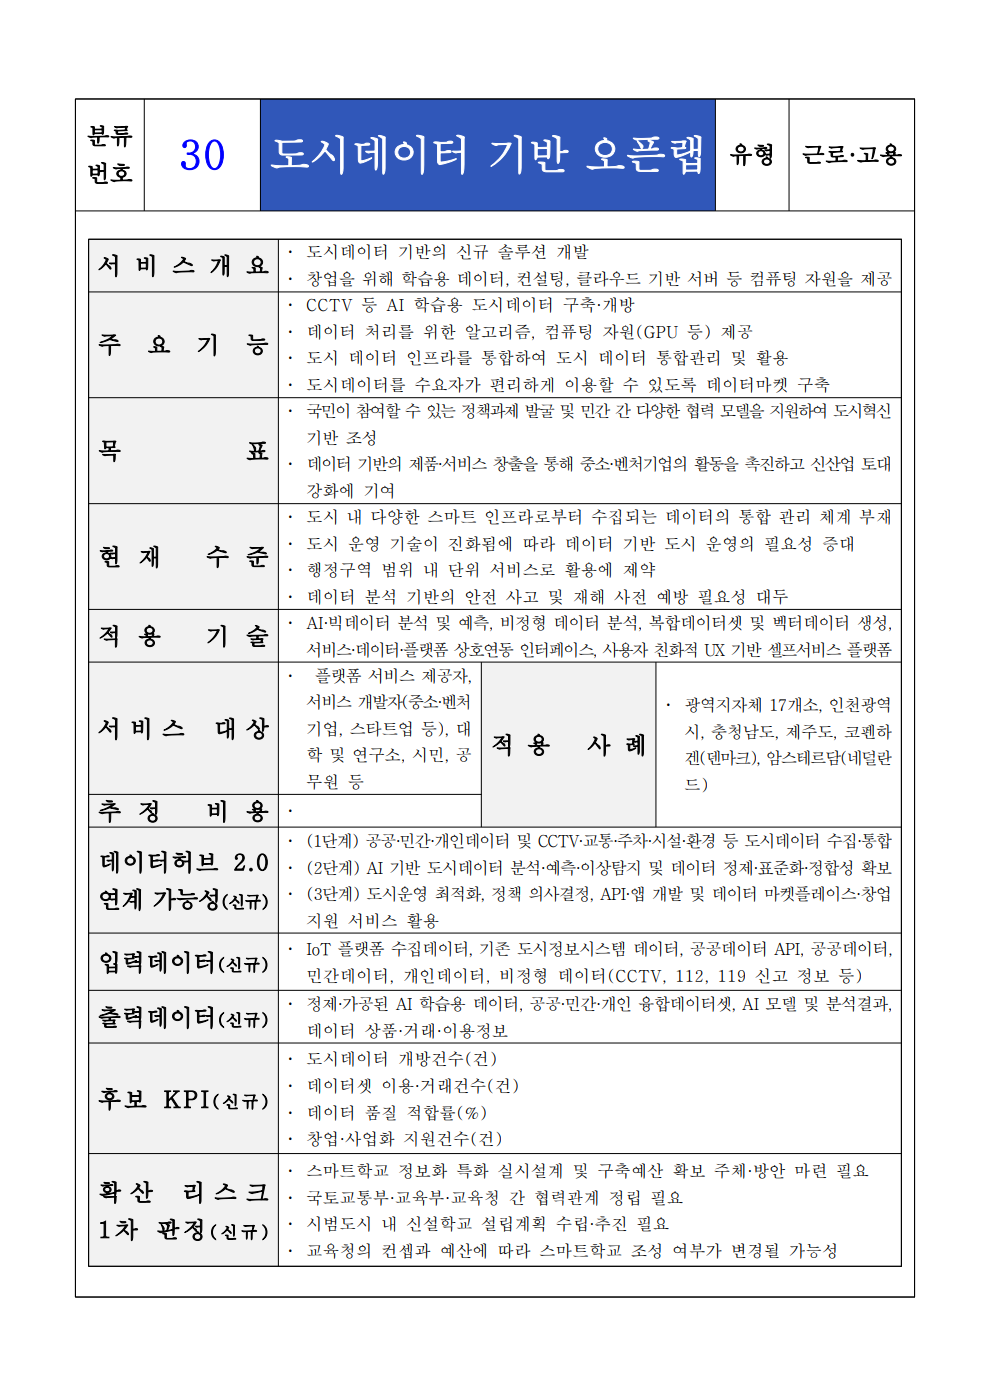 분류
번호
30
도시데이터 기반 오픈랩
유형
근로·고용
서비스개요
· 도시데이터 기반의 신규 솔루션 개발
· 창업을 위해 학습용 데이터, 컨설팅, 클라우드 기반 서버 등 컴퓨팅 자원을 제공
주요기능
· CCTV 등 AI 학습용 도시데이터 구축·개방
· 데이터 처리를 위한 알고리즘, 컴퓨팅 자원(GPU 등) 제공
· 도시 데이터 인프라를 통합하여 도시 데이터 통합관리 및 활용
· 도시데이터를 수요자가 편리하게 이용할 수 있도록 데이터마켓 구축
목표
· 국민이 참여할 수 있는 정책과제 발굴 및 민간 간 다양한 협력 모델을 지원하여 도시혁신
기반 조성
· 데이터 기반의 제품·서비스 창출을 통해 중소·벤처기업의 활동을 촉진하고 신산업 토대
강화에 기여
현재 수준
· 도시 내 다양한 스마트 인프라로부터 수집되는 데이터의 통합 관리 체계 부재
· 도시 운영 기술이 진화됨에 따라 데이터 기반 도시 운영의 필요성 증대
· 행정구역 범위 내 단위 서비스로 활용에 제약
· 데이터 분석 기반의 안전 사고 및 재해 사전 예방 필요성 대두
적용 기술
· AI·빅데이터 분석 및 예측, 비정형 데이터 분석, 복합데이터셋 및 벡터데이터 생성,
서비스·데이터·플랫폼 상호연동 인터페이스, 사용자 친화적 UX 기반 셀프서비스 플랫폼
서비스 대상
· 플랫폼 서비스 제공자,
서비스 개발자(중소·벤처
기업, 스타트업 등), 대
학 및 연구소, 시민, 공
무원 등
적용 사례
· 광역지자체 17개소, 인천광역
시, 충청남도, 제주도, 코펜하
겐(덴마크), 암스테르담(네덜란
드)
추정 비용
·
데이터허브 2.0
연계 가능성(신규)
· (1단계) 공공·민간·개인데이터 및 CCTV·교통·주차·시설·환경 등 도시데이터 수집·통합
· (2단계) AI 기반 도시데이터 분석·예측·이상탐지 및 데이터 정제·표준화·정합성 확보
· (3단계) 도시운영 최적화, 정책 의사결정, API·앱 개발 및 데이터 마켓플레이스·창업
지원 서비스 활용
입력데이터(신규)
· IoT 플랫폼 수집데이터, 기존 도시정보시스템 데이터, 공공데이터 API, 공공데이터,
민간데이터, 개인데이터, 비정형 데이터(CCTV, 112, 119 신고 정보 등)
출력데이터(신규)
· 정제·가공된 AI 학습용 데이터, 공공·민간·개인 융합데이터셋, AI 모델 및 분석결과,
데이터 상품·거래·이용정보
후보 KPI(신규)
· 도시데이터 개방건수(건)
· 데이터셋 이용·거래건수(건)
· 데이터 품질 적합률(%)
· 창업·사업화 지원건수(건)
확산 리스크
1차 판정(신규)
· 스마트학교 정보화 특화 실시설계 및 구축예산 확보 주체·방안 마련 필요
· 국토교통부·교육부·교육청 간 협력관계 정립 필요
· 시범도시 내 신설학교 설립계획 수립·추진 필요
· 교육청의 컨셉과 예산에 따라 스마트학교 조성 여부가 변경될 가능성